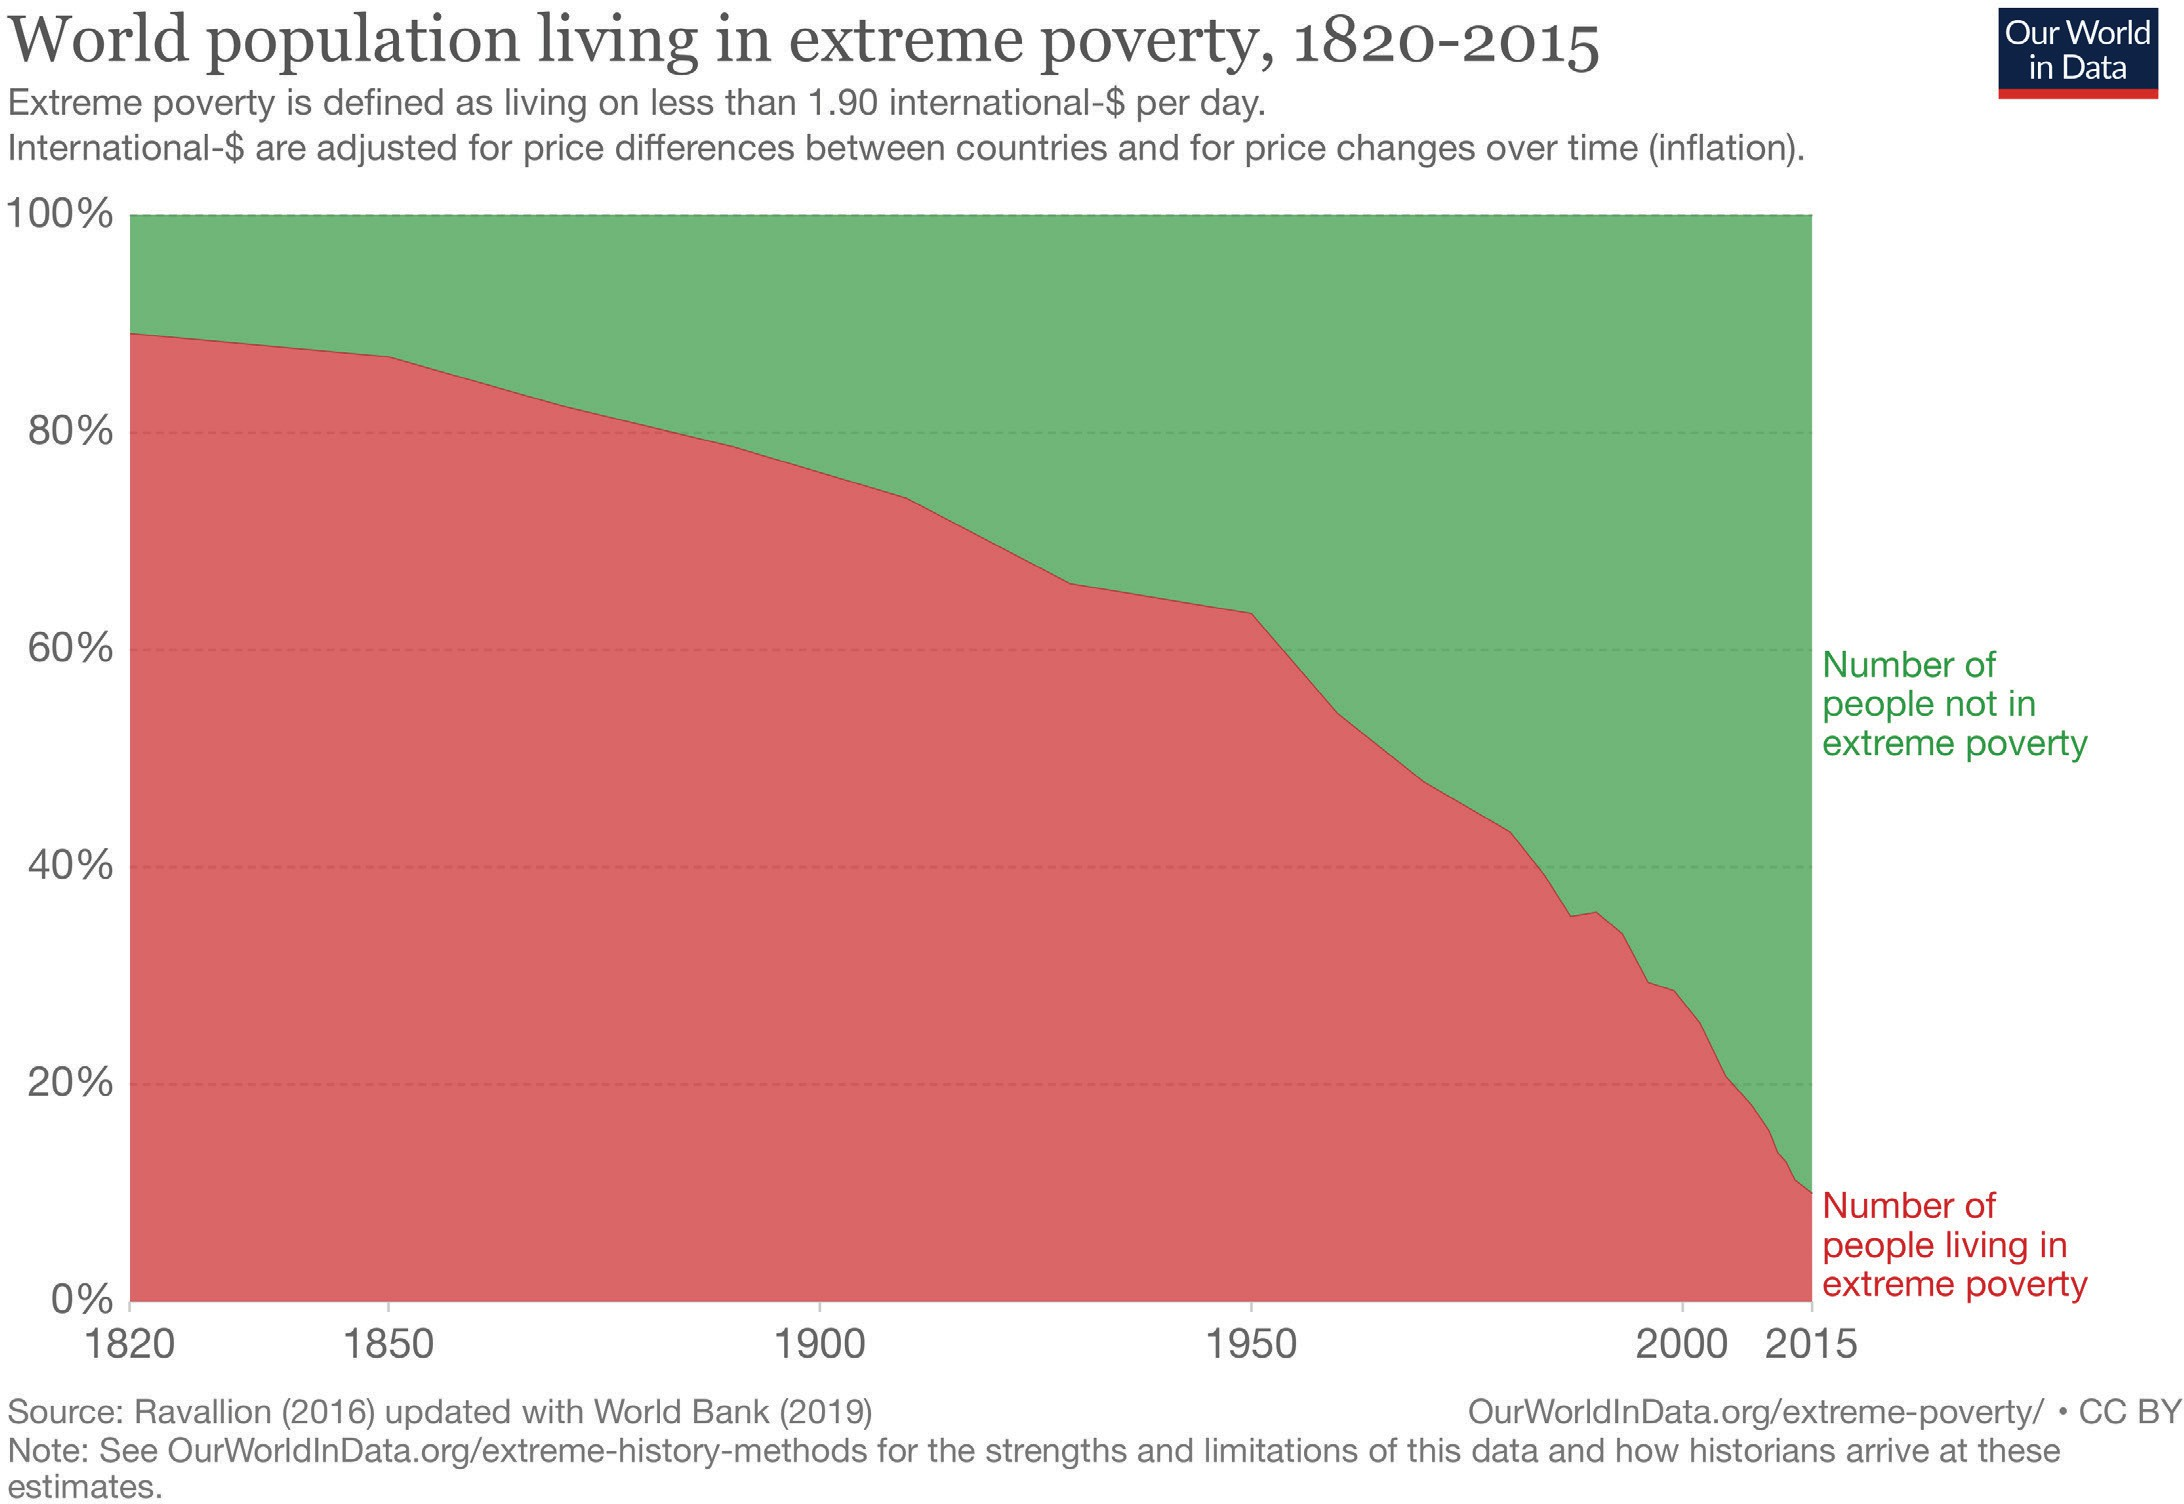 World population living in extreme poverty, 1820-2015
Our World
in Data
Extreme poverty is defined as living on less than 1.90 international-$ per day.
International-$ are adjusted for price differences between countries and for price changes over time (inflation).
100%
80%
60%
40%
20%
0%
Number of
people not in
extreme poverty
Number of
people living in
extreme poverty
1820 1850 1900 1950 2000 2015
Source: Ravallion (2016) updated with World Bank (2019)
OurWorldInData.org/extreme-poverty/ • CC BY
Note: See OurWorldInData.org/extreme-history-methods for the strengths and limitations of this data and how historians arrive at these
estimates.